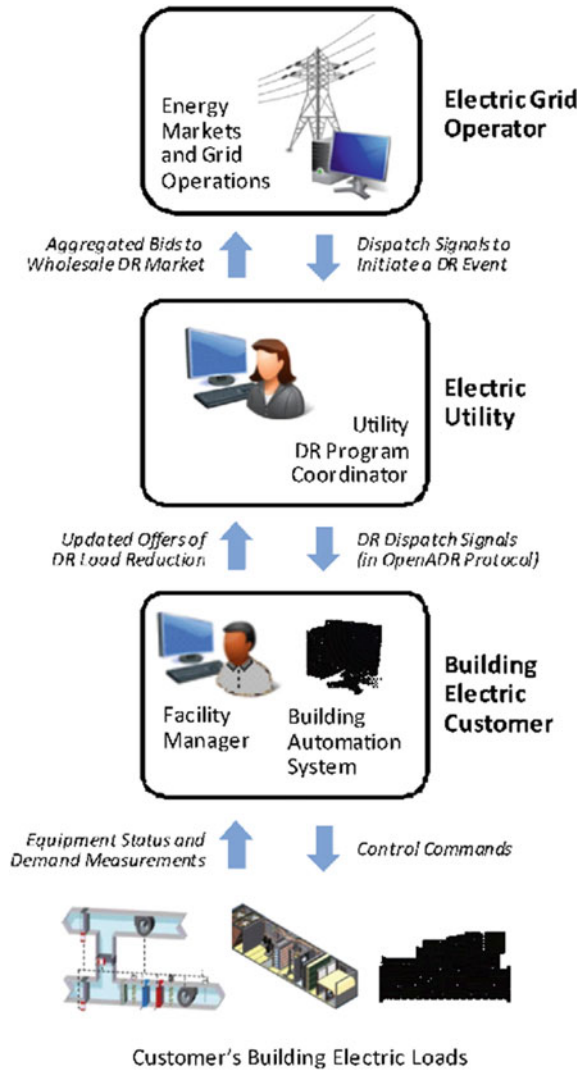 Energy
Markets
and Grid
Operations
Electric Grid
Operator
Aggregated Bids to
Wholesale DR Market
Dispatch Signals to
Initiate a DR Event
Utility
DR Program
Coordinator
Electric
Utility
Updated Offers of
DR Load Reduction
DR Dispatch Signals
(in OpenADR Protocol)
Facility
Manager
Building
Automation
System
Building
Electric
Customer
Equipment Status and
Demand Measurements
Control Commands
Customer's Building Electric Loads